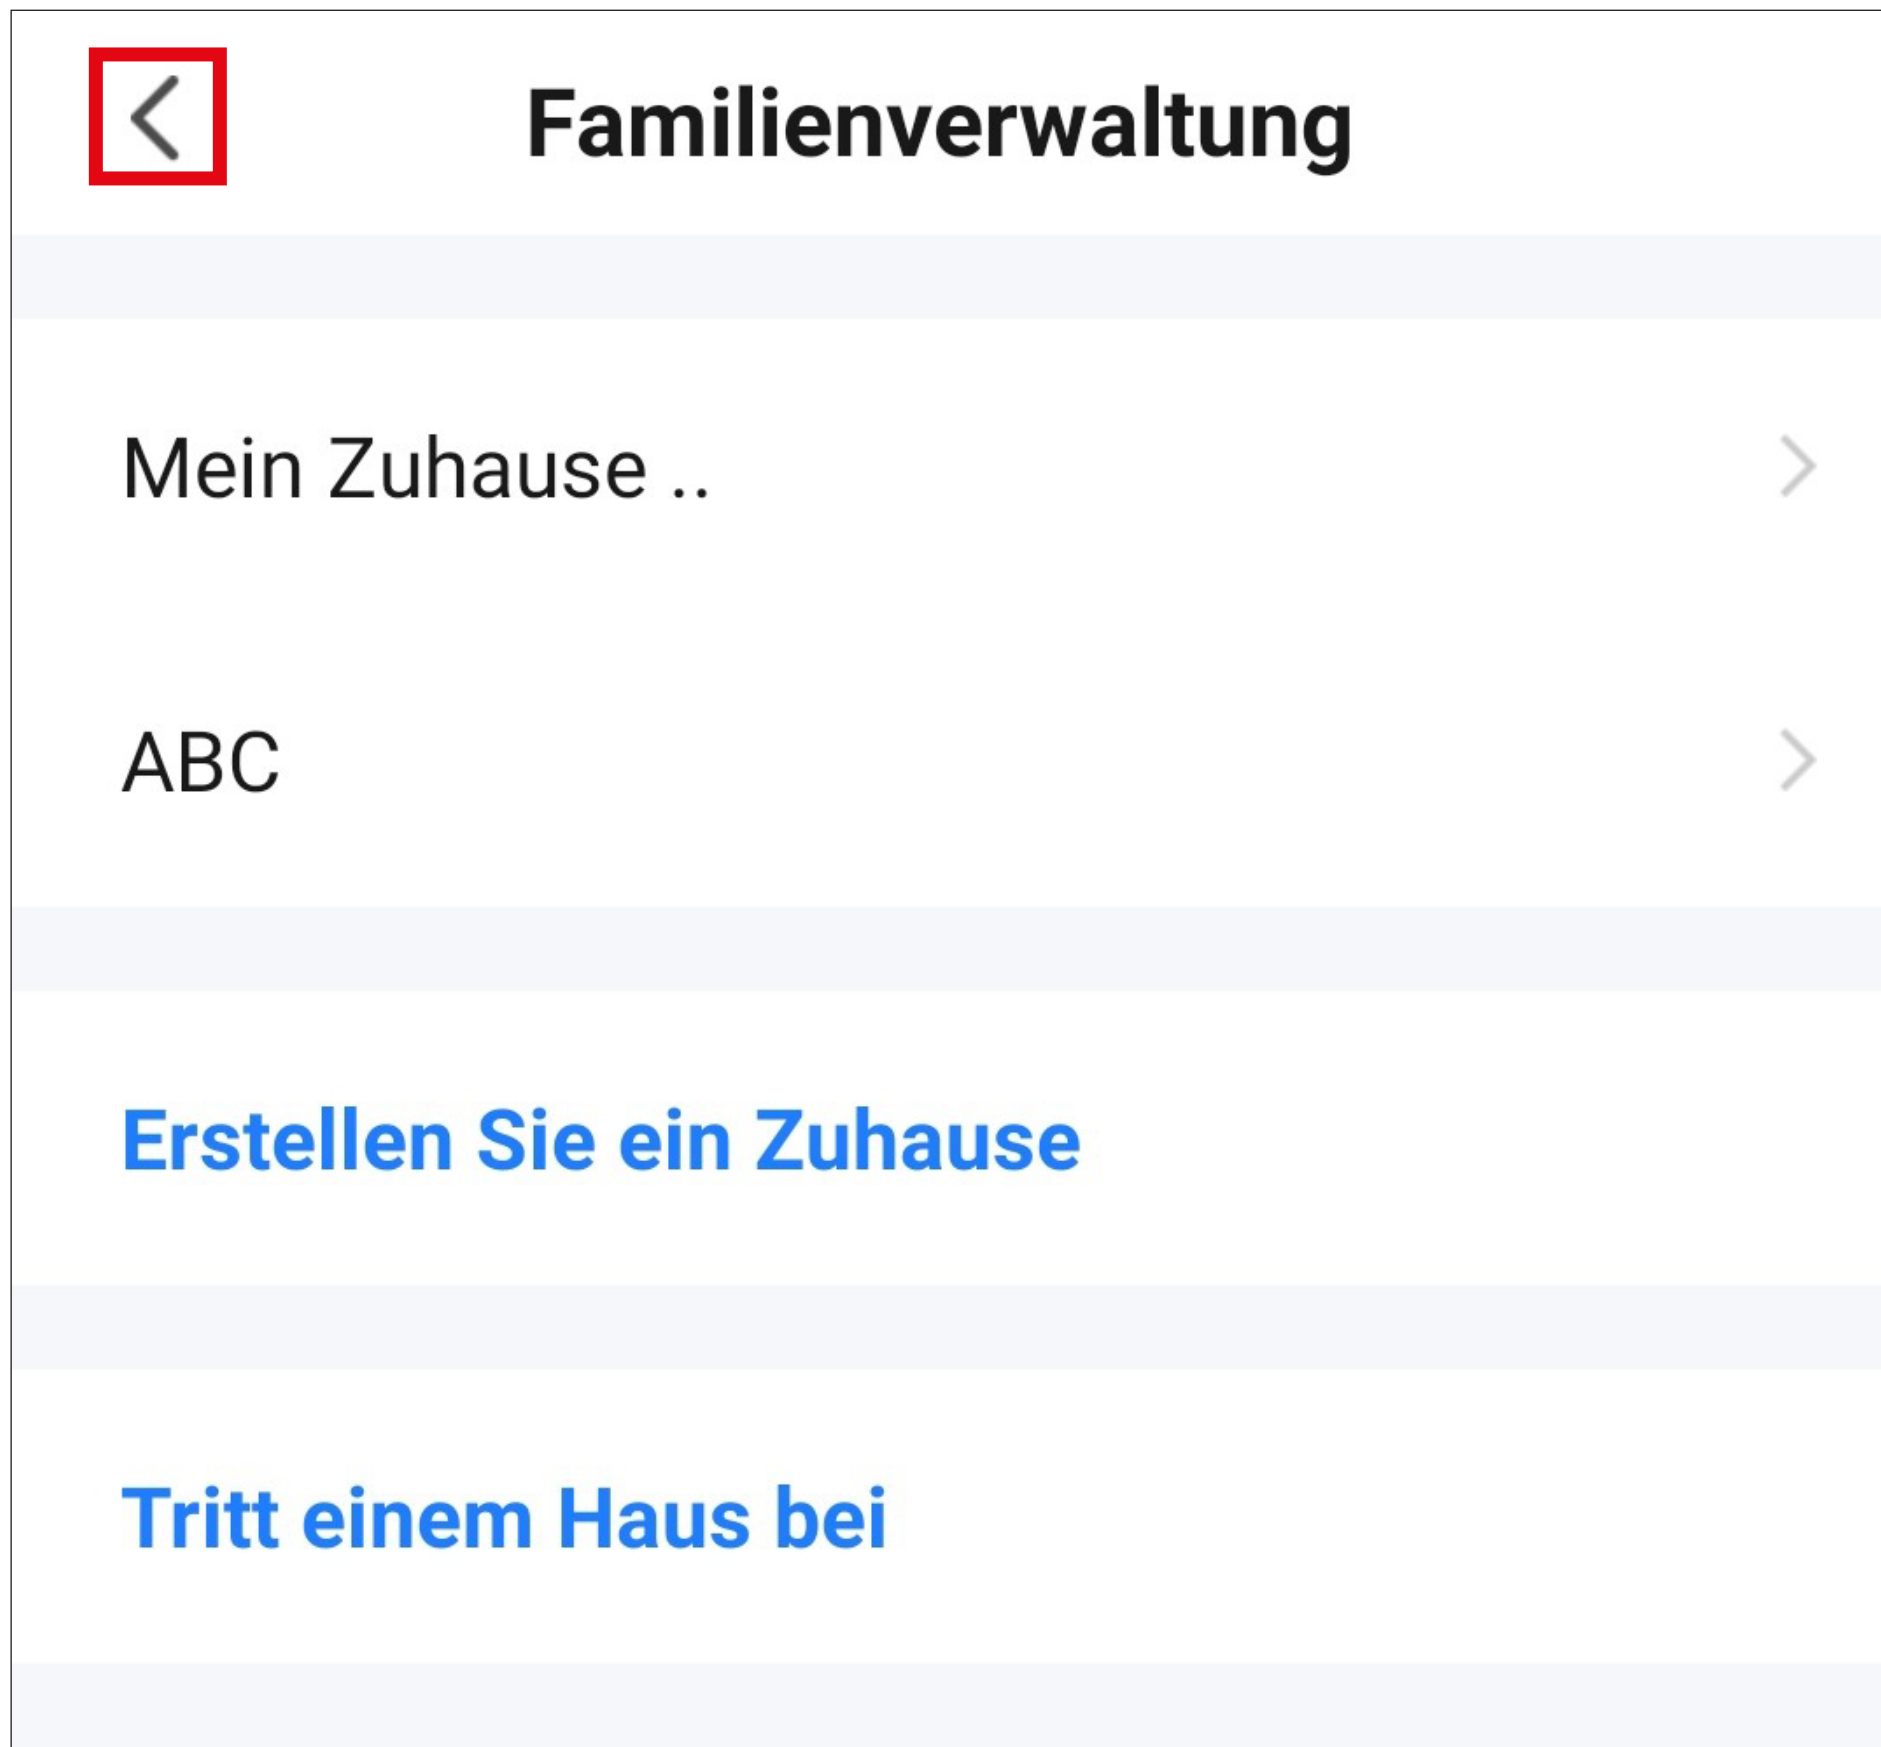 Familienverwaltung
Mein Zuhause ..
ABC
Erstellen Sie ein Zuhause
Tritt einem Haus bei